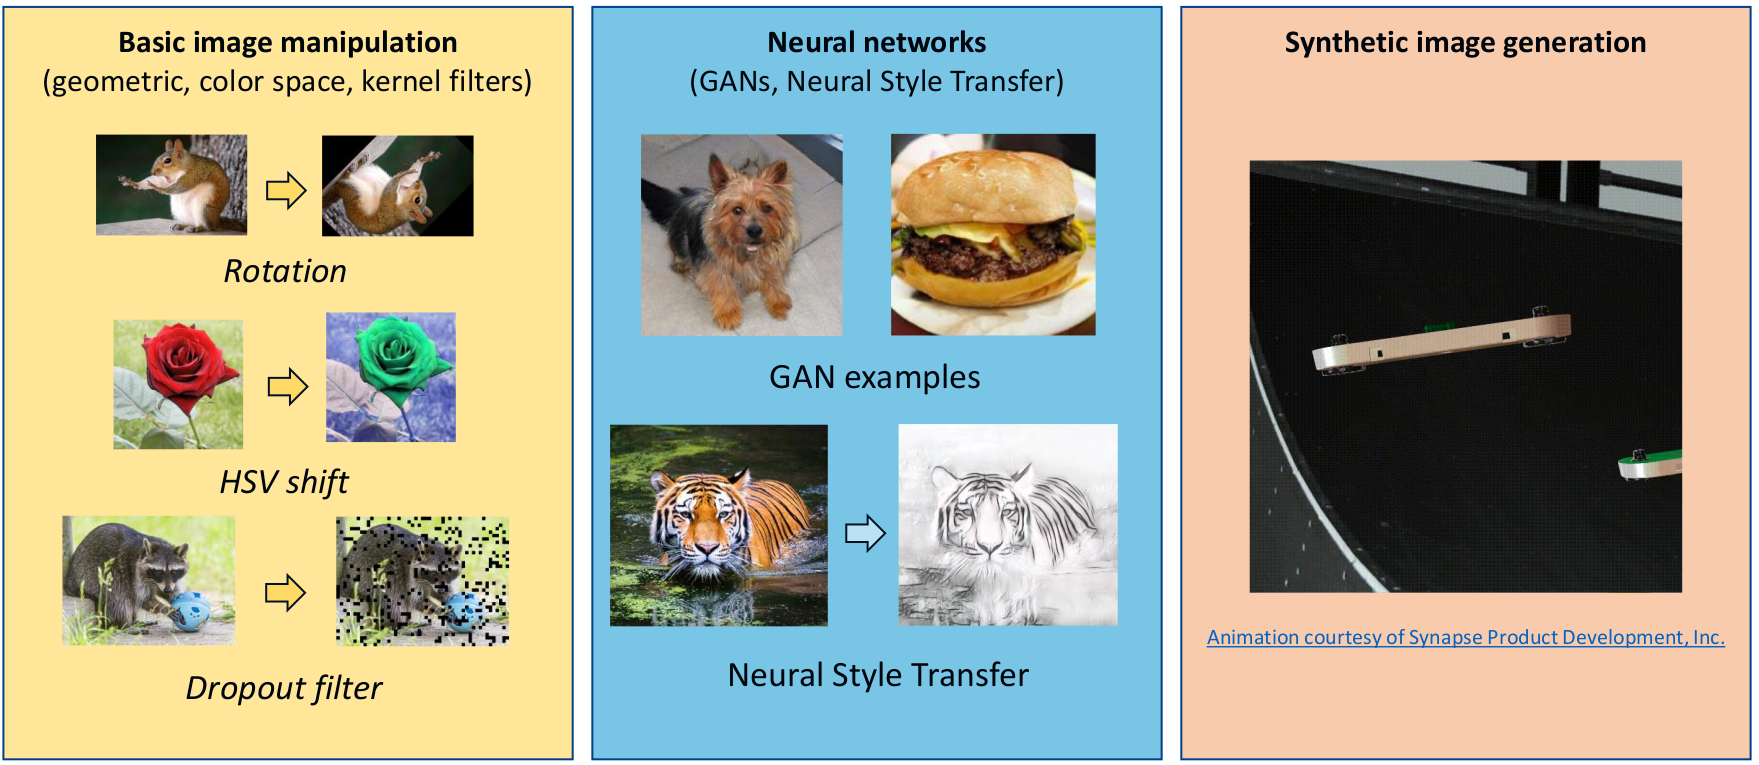 Basic image manipulation
(geometric, color space, kernel filters)
Rotation
HSV shift
Dropout filter
Neural networks
(GANs, Neural Style Transfer)
GAN examples
Neural Style Transfer
Synthetic image generation
Animation courtesy of Synapse Product Development, Inc.